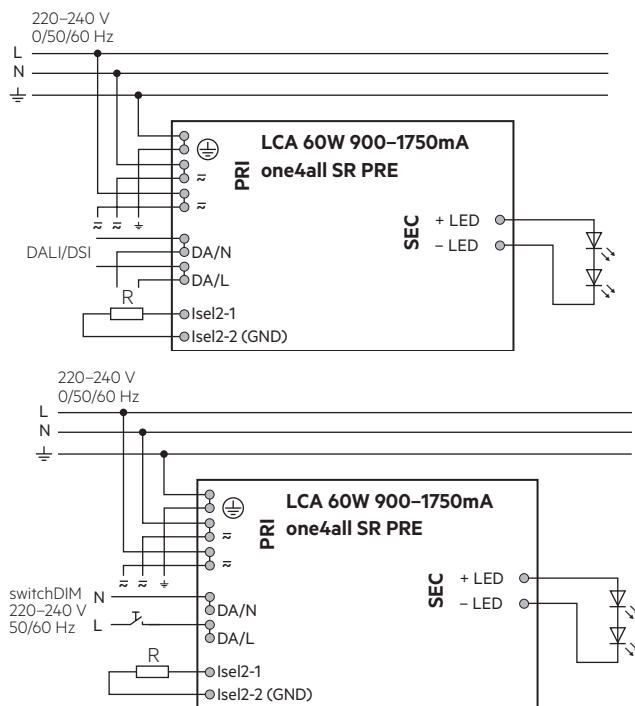 220–240 V
0/50/60 Hz
L
N
LCA 60W 900–1750mA
one4all SR PRE
PRI
SEC
+ LED
– LED
DALI/DSI
DA/N
DA/L
R
Isel2-1
Isel2-2 (GND)
220–240 V
0/50/60 Hz
L
N
LCA 60W 900–1750mA
one4all SR PRE
PRI
SEC
+ LED
– LED
switchDIM N
220–240 V
L
50/60 Hz
DA/N
DA/L
R
Isel2-1
Isel2-2 (GND)